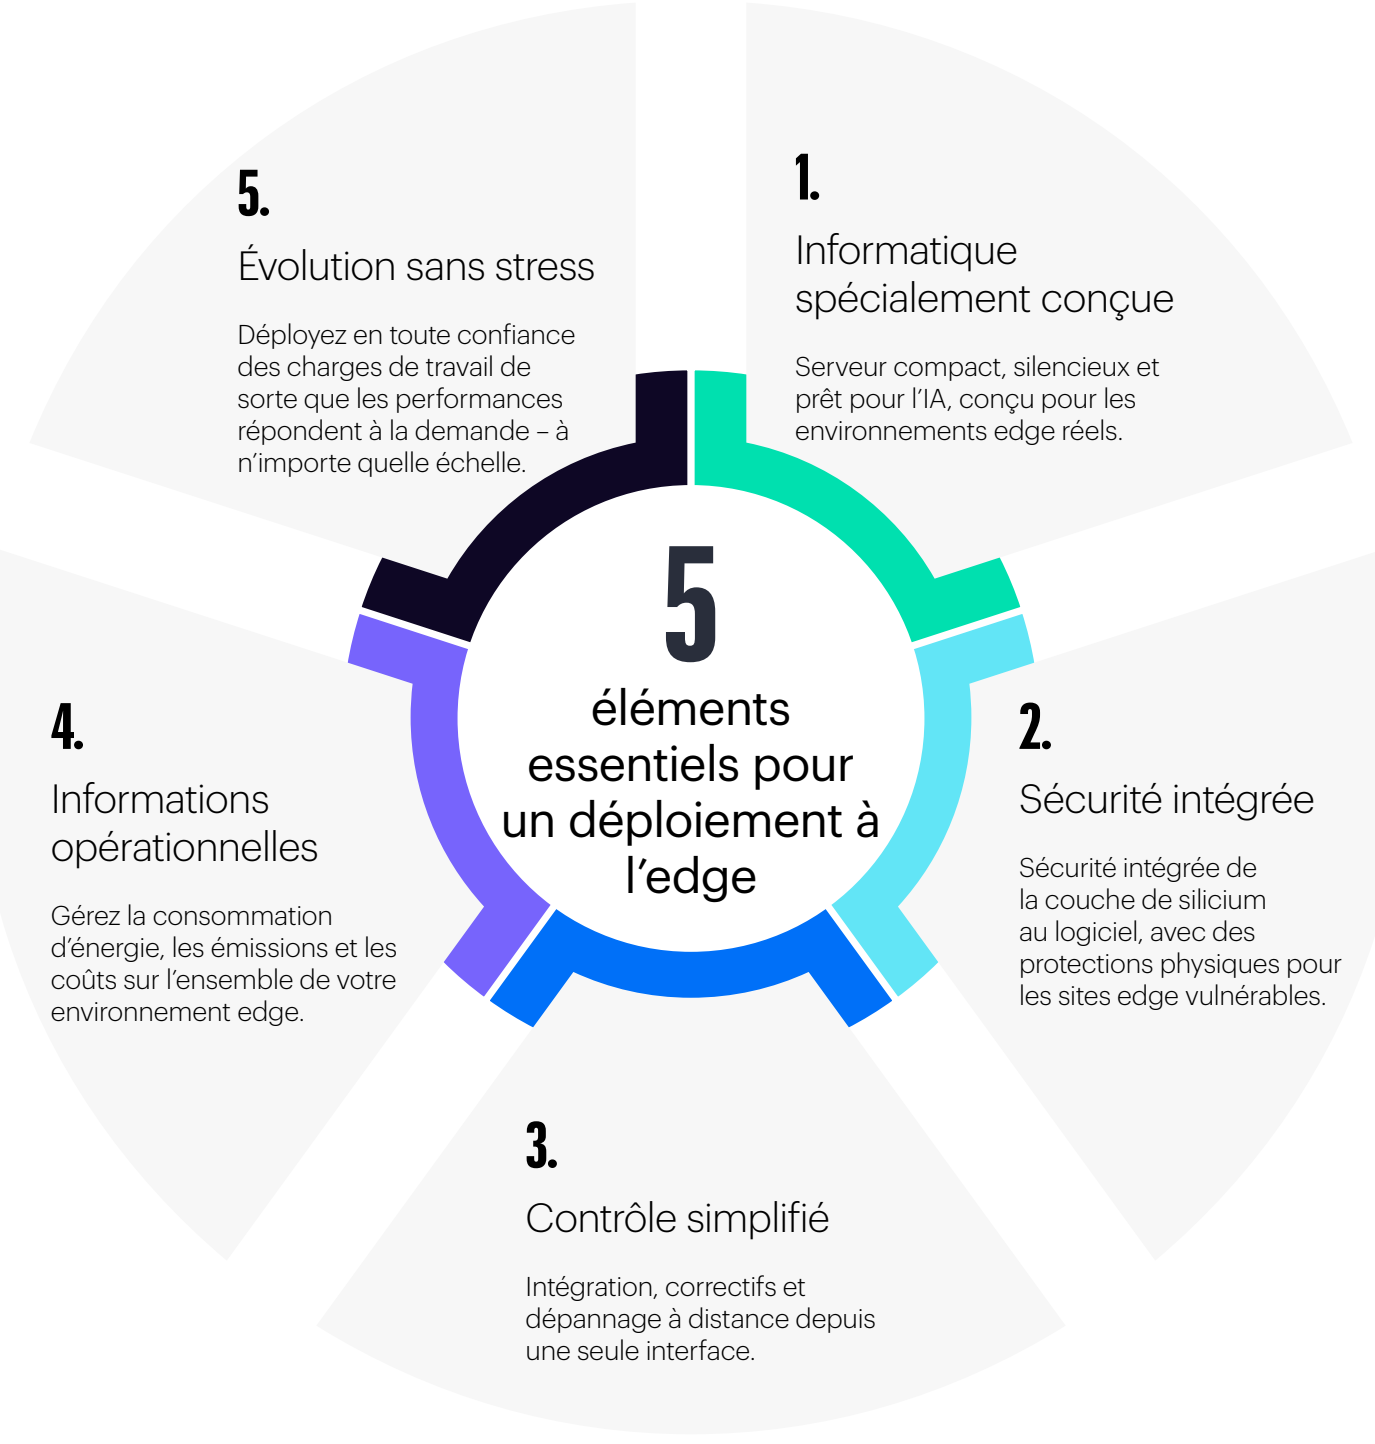 5
éléments
essentiels pour
un déploiement à
l’edge
1.
Informatique
spécialement conçue
Serveur compact, silencieux et
prêt pour l’IA, conçu pour les
environnements edge réels.
2.
Sécurité intégrée
Sécurité intégrée de
la couche de silicium
au logiciel, avec des
protections physiques pour
les sites edge vulnérables.
3.
Contrôle simplifié
Intégration, correctifs et
dépannage à distance depuis
une seule interface.
4.
Informations
opérationnelles
Gérez la consommation
d’énergie, les émissions et les
coûts sur l’ensemble de votre
environnement edge.
5.
Évolution sans stress
Déployez en toute confiance
des charges de travail de
sorte que les performances
répondent à la demande – à
n’importe quelle échelle.